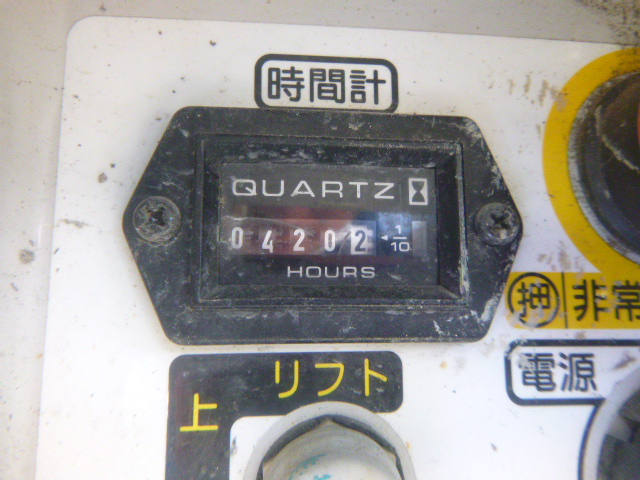 時間計
QUARTZ
04202 1/10
HOURS
押 非常
電源
リフト
上